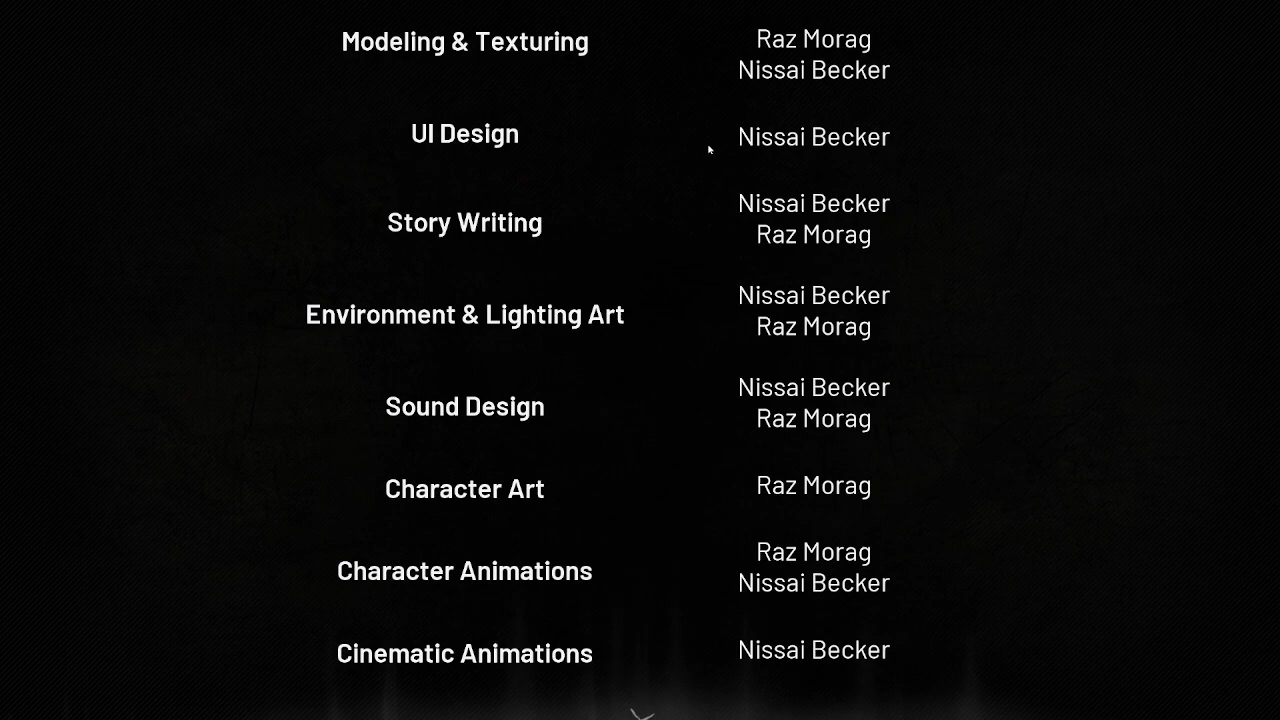 Modeling & Texturing
Raz Morag
Nissai Becker
UI Design
Nissai Becker
Story Writing
Nissai Becker
Raz Morag
Environment & Lighting Art
Nissai Becker
Raz Morag
Sound Design
Nissai Becker
Raz Morag
Character Art
Raz Morag
Character Animations
Raz Morag
Nissai Becker
Cinematic Animations
Nissai Becker